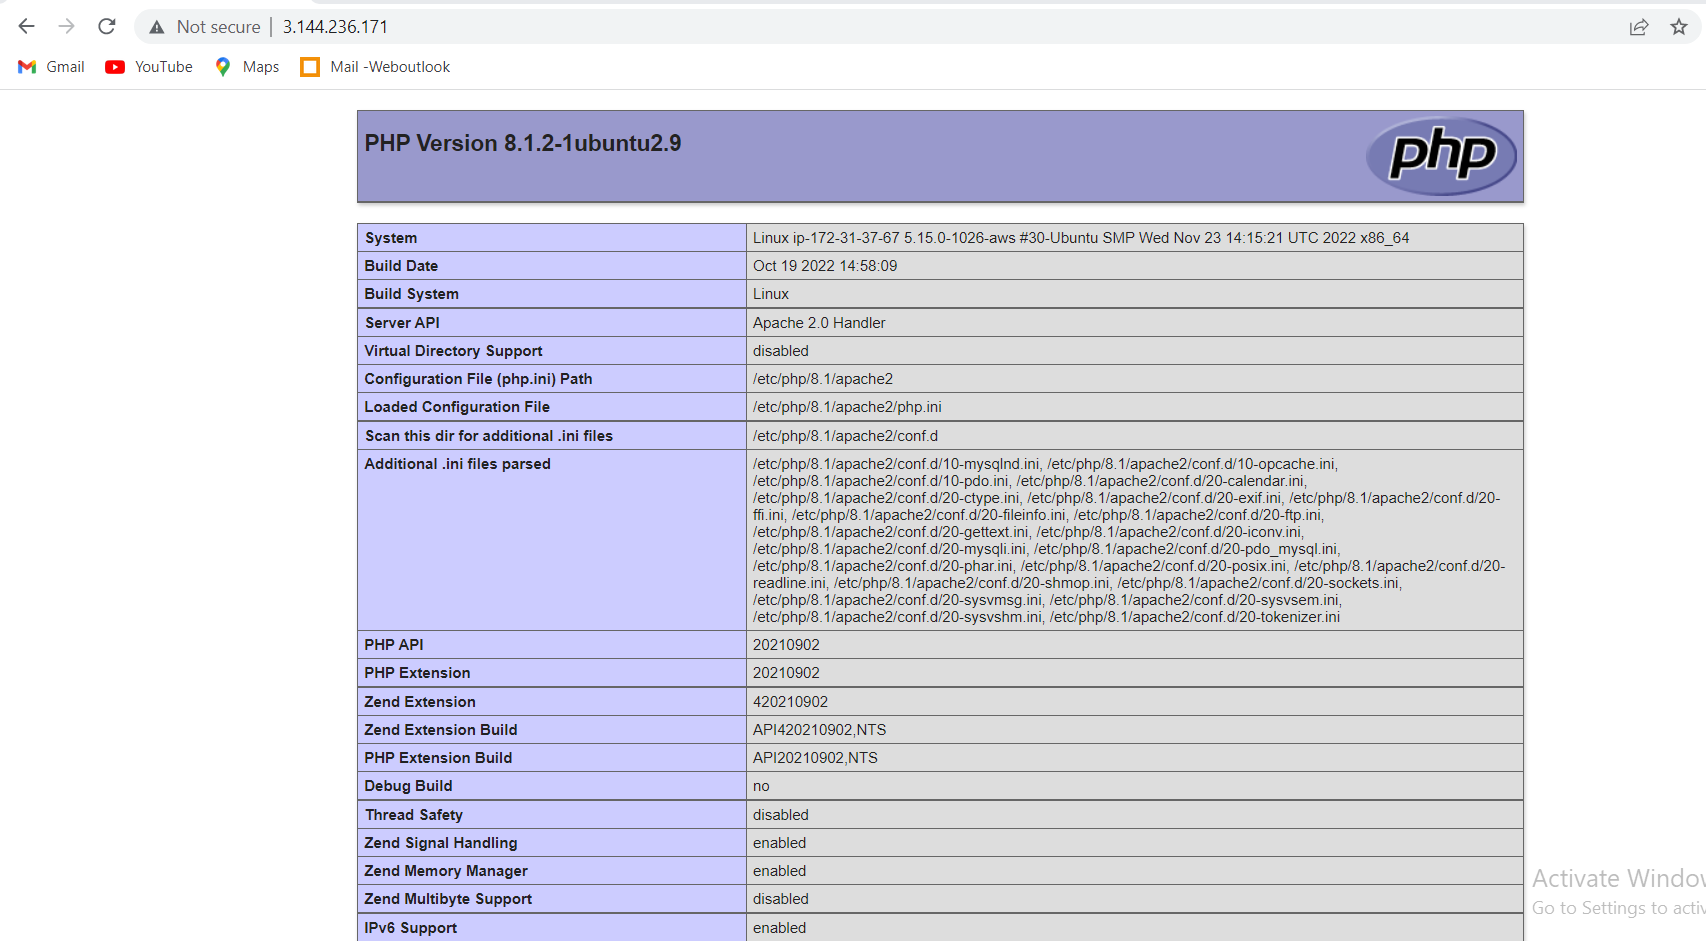 Not secure | 3.144.236.171
Gmail YouTube Maps Mail -Weboutlook
PHP Version 8.1.2-1ubuntu2.9
php
System Linux ip-172-31-37-67 5.15.0-1026-aws #30-Ubuntu SMP Wed Nov 23 14:15:21 UTC 2022 x86_64
Build Date Oct 19 2022 14:58:09
Build System Linux
Server API Apache 2.0 Handler
Virtual Directory Support disabled
Configuration File (php.ini) Path /etc/php/8.1/apache2
Loaded Configuration File /etc/php/8.1/apache2/php.ini
Scan this dir for additional .ini files /etc/php/8.1/apache2/conf.d
Additional .ini files parsed /etc/php/8.1/apache2/conf.d/10-mysqlnd.ini, /etc/php/8.1/apache2/conf.d/10-opcache.ini,
/etc/php/8.1/apache2/conf.d/10-pdo.ini, /etc/php/8.1/apache2/conf.d/20-calendar.ini,
/etc/php/8.1/apache2/conf.d/20-ctype.ini, /etc/php/8.1/apache2/conf.d/20-exif.ini, /etc/php/8.1/apache2/conf.d/20-
ffi.ini, /etc/php/8.1/apache2/conf.d/20-fileinfo.ini, /etc/php/8.1/apache2/conf.d/20-ftp.ini,
/etc/php/8.1/apache2/conf.d/20-gettext.ini, /etc/php/8.1/apache2/conf.d/20-iconv.ini,
/etc/php/8.1/apache2/conf.d/20-mysqli.ini, /etc/php/8.1/apache2/conf.d/20-pdo_mysql.ini,
/etc/php/8.1/apache2/conf.d/20-phar.ini, /etc/php/8.1/apache2/conf.d/20-posix.ini, /etc/php/8.1/apache2/conf.d/20-
readline.ini, /etc/php/8.1/apache2/conf.d/20-shmop.ini, /etc/php/8.1/apache2/conf.d/20-sockets.ini,
/etc/php/8.1/apache2/conf.d/20-sysvmsg.ini, /etc/php/8.1/apache2/conf.d/20-sysvsem.ini,
/etc/php/8.1/apache2/conf.d/20-sysvshm.ini, /etc/php/8.1/apache2/conf.d/20-tokenizer.ini
PHP API 20210902
PHP Extension 20210902
Zend Extension 420210902
Zend Extension Build API420210902,NTS
PHP Extension Build API20210902,NTS
Debug Build no
Thread Safety disabled
Zend Signal Handling enabled
Zend Memory Manager enabled
Zend Multibyte Support disabled
IPv6 Support enabled
Activate Window
Go to Settings to activ